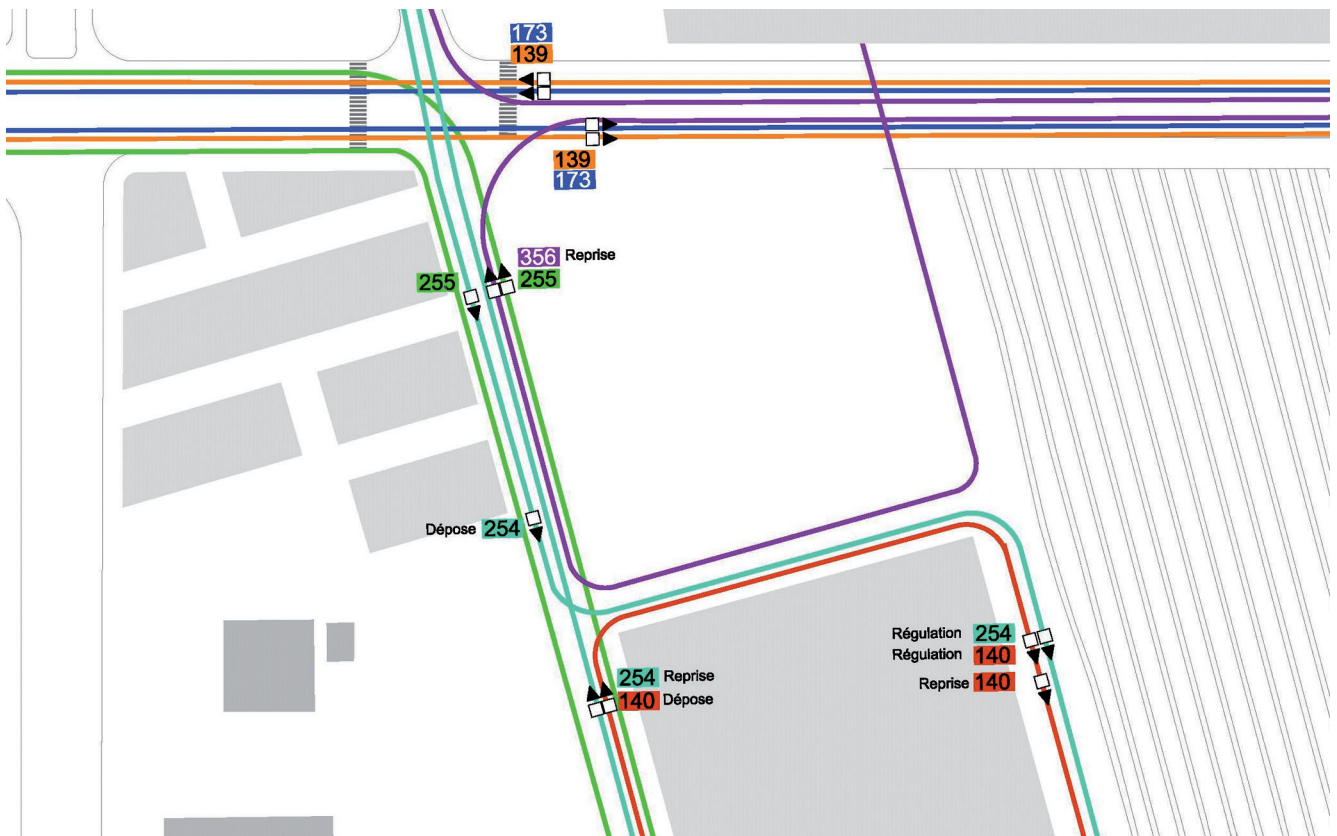 173
139
139
173
356 Reprise
255
255
Dépose 254
254 Reprise
140 Dépose
Régulation 254
Régulation 140
Reprise 140